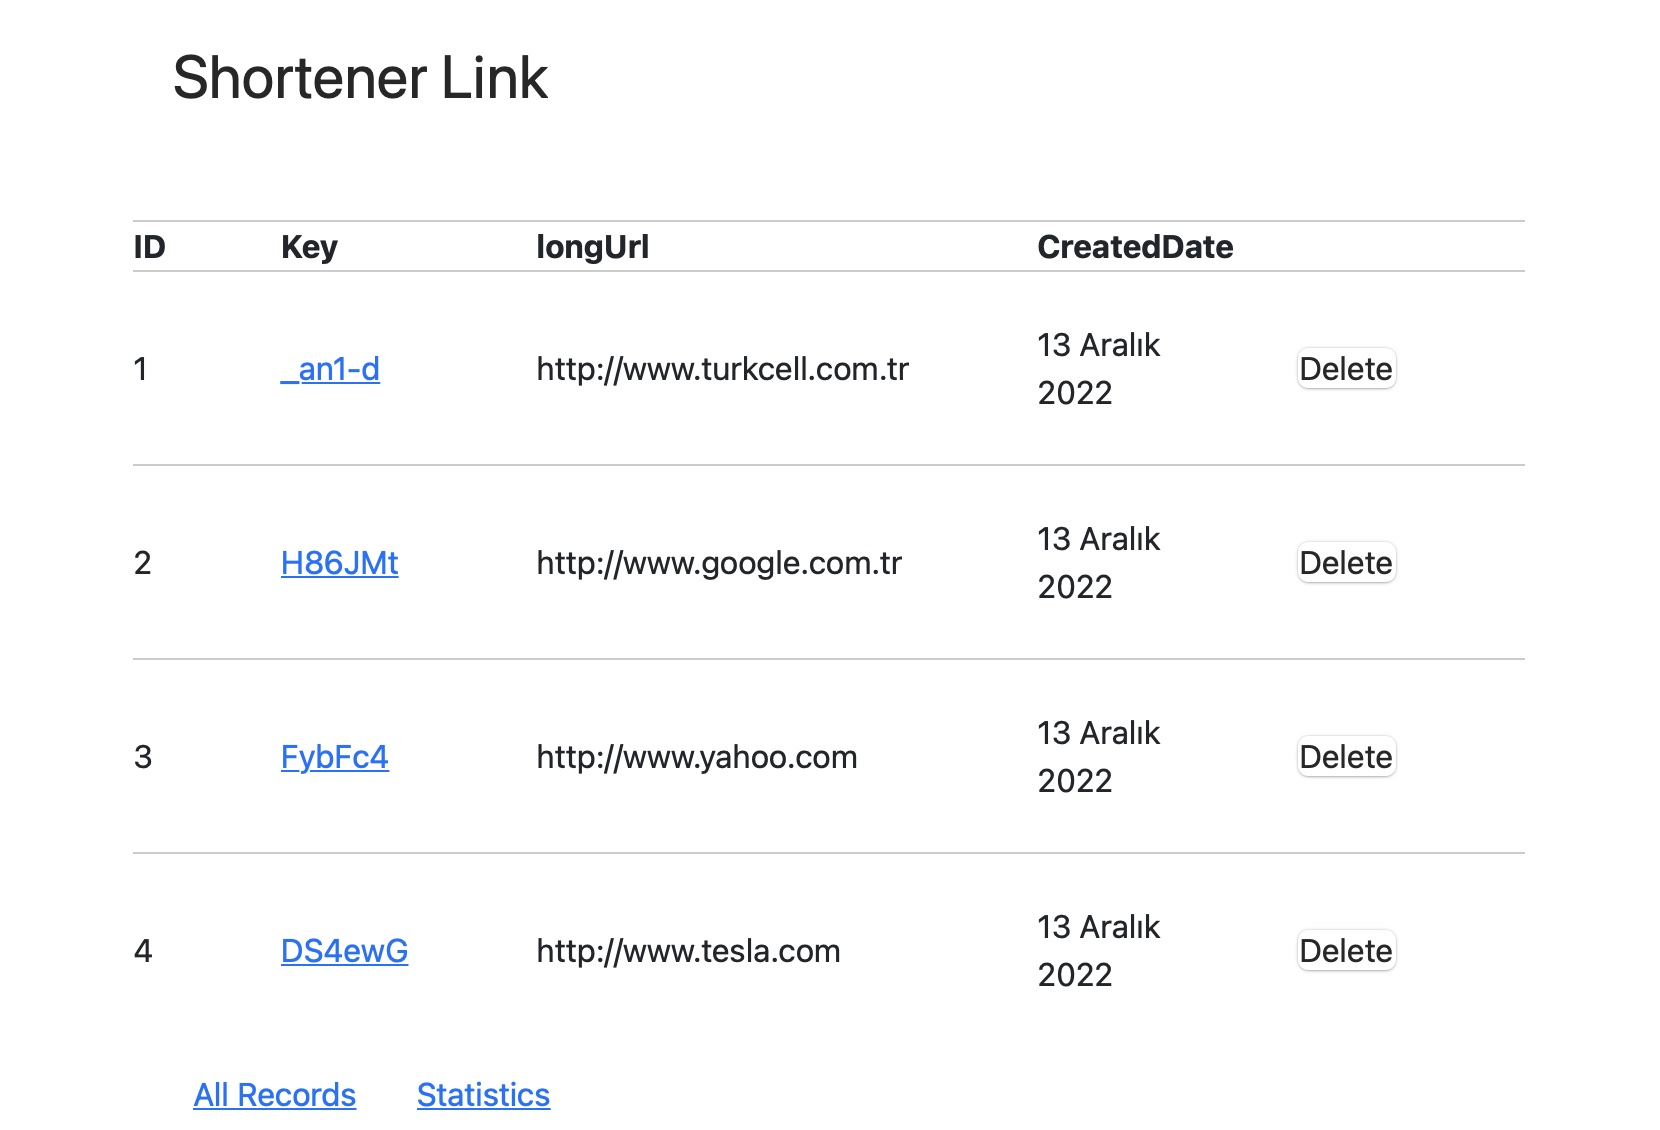 Shortener Link
ID Key longUrl CreatedDate
1 _an1-d http://www.turkcell.com.tr 13 Aralık 2022 Delete
2 H86JMt http://www.google.com.tr 13 Aralık 2022 Delete
3 FybFc4 http://www.yahoo.com 13 Aralık 2022 Delete
4 DS4ewG http://www.tesla.com 13 Aralık 2022 Delete
All Records Statistics